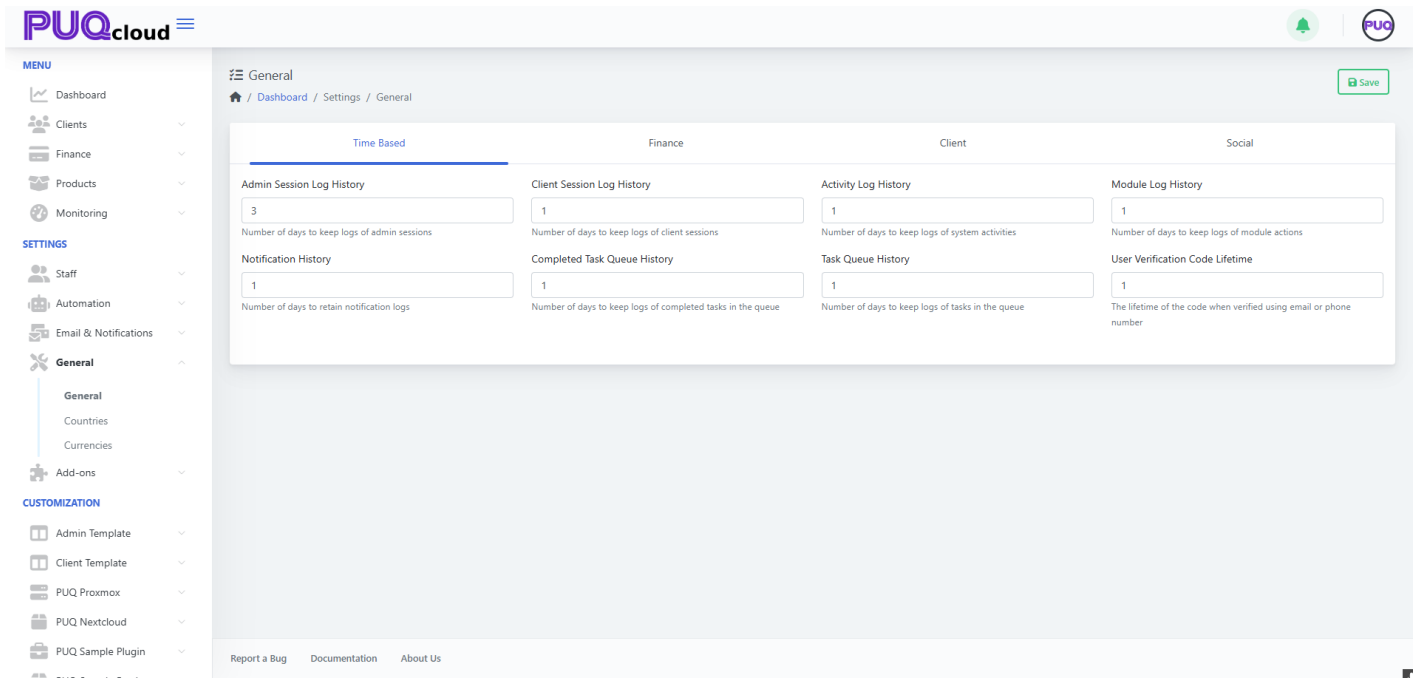 PUQcloud
PUQ
MENU
Dashboard
Clients
Finance
Products
Monitoring
SETTINGS
Staff
Automation
Email & Notifications
General
General
Countries
Currencies
Add-ons
CUSTOMIZATION
Admin Template
Client Template
PUQ Proxmox
PUQ Nextcloud
PUQ Sample Plugin
General
/ Dashboard / Settings / General
Save
Time Based Finance Client Social
Admin Session Log History
3
Number of days to keep logs of admin sessions
Client Session Log History
1
Number of days to keep logs of client sessions
Activity Log History
1
Number of days to keep logs of system activities
Module Log History
1
Number of days to keep logs of module actions
Notification History
1
Number of days to retain notification logs
Completed Task Queue History
1
Number of days to keep logs of completed tasks in the queue
Task Queue History
1
Number of days to keep logs of tasks in the queue
User Verification Code Lifetime
1
The lifetime of the code when verified using email or phone
number
Report a Bug Documentation About Us